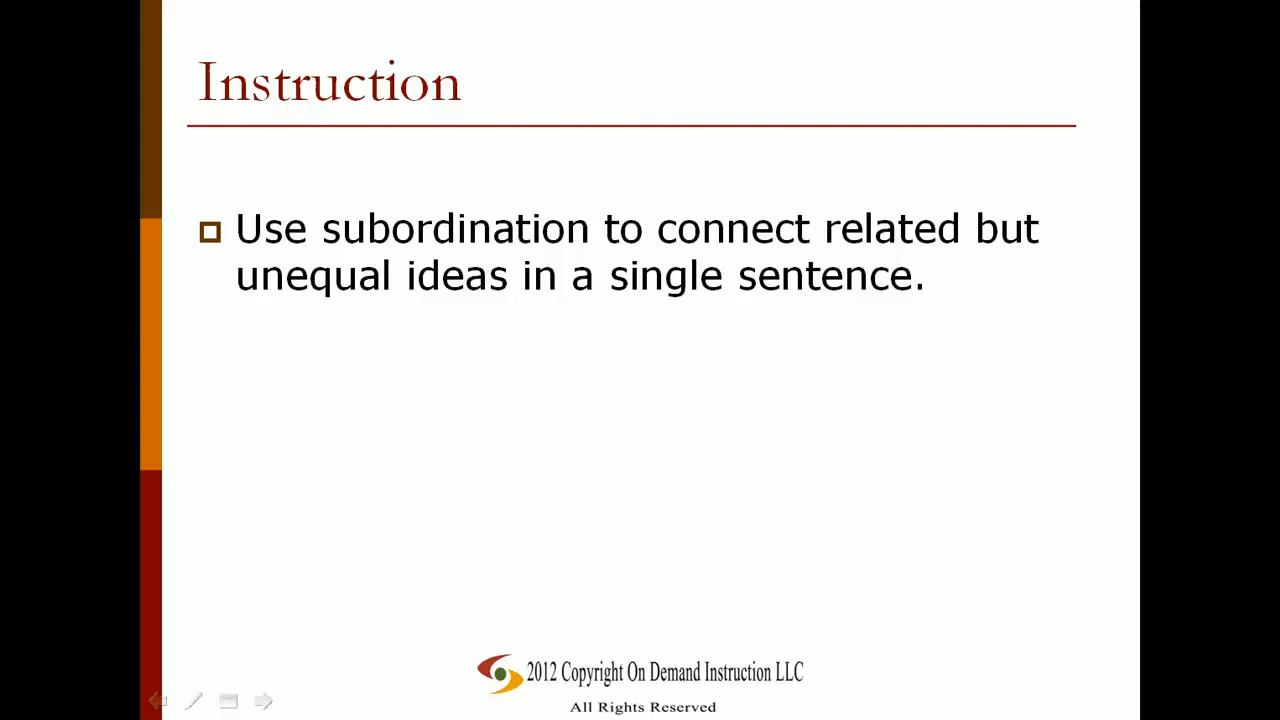 Instruction
Use subordination to connect related but
unequal ideas in a single sentence.
2012 Copyright On Demand Instruction LLC
All Rights Reserved